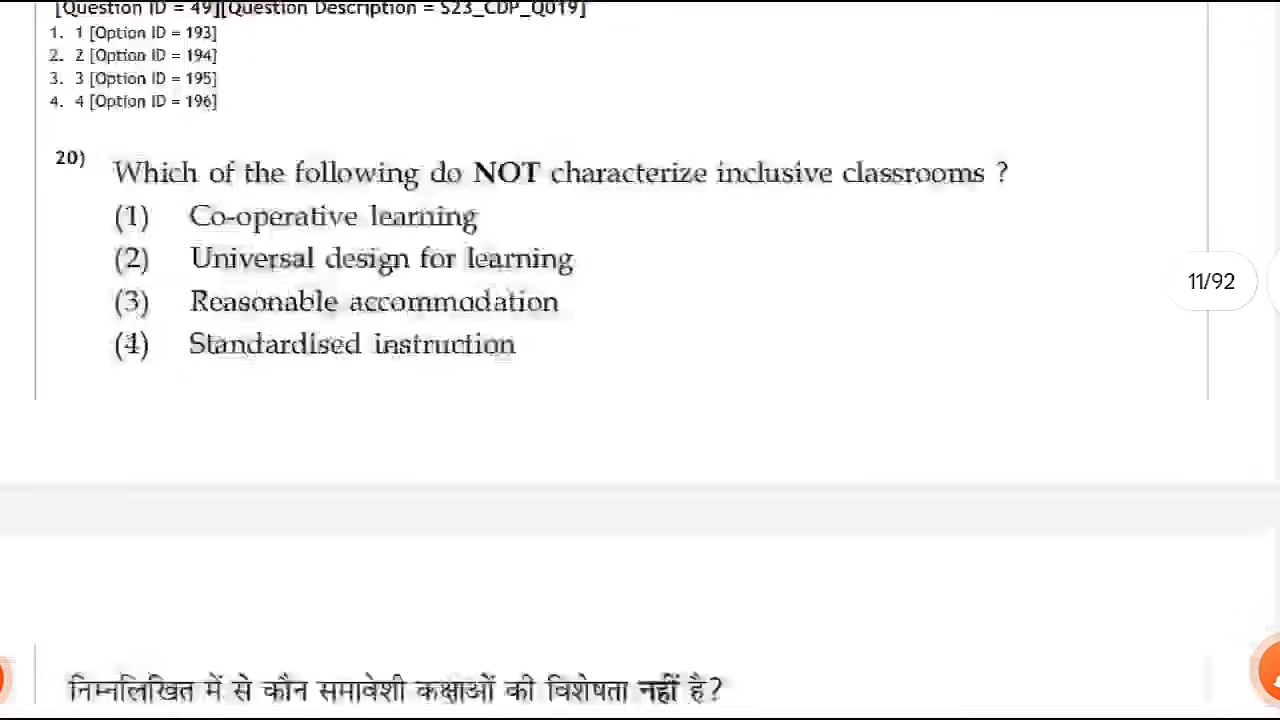 [Question ID = 49][Question Description = S23_CDP_Q019]
1. 1 [Option ID = 193]
2. 2 [Option ID = 194]
3. 3 [Option ID = 195]
4. 4 [Option ID = 196]
20) Which of the following do NOT characterize inclusive classrooms ?
(1) Co-operative learning
(2) Universal design for learning
(3) Reasonable accommodation
(4) Standardised instruction
11/92
निम्नलिखित में से कौन समावेशी कक्षाओं की विशेषता नहीं है?